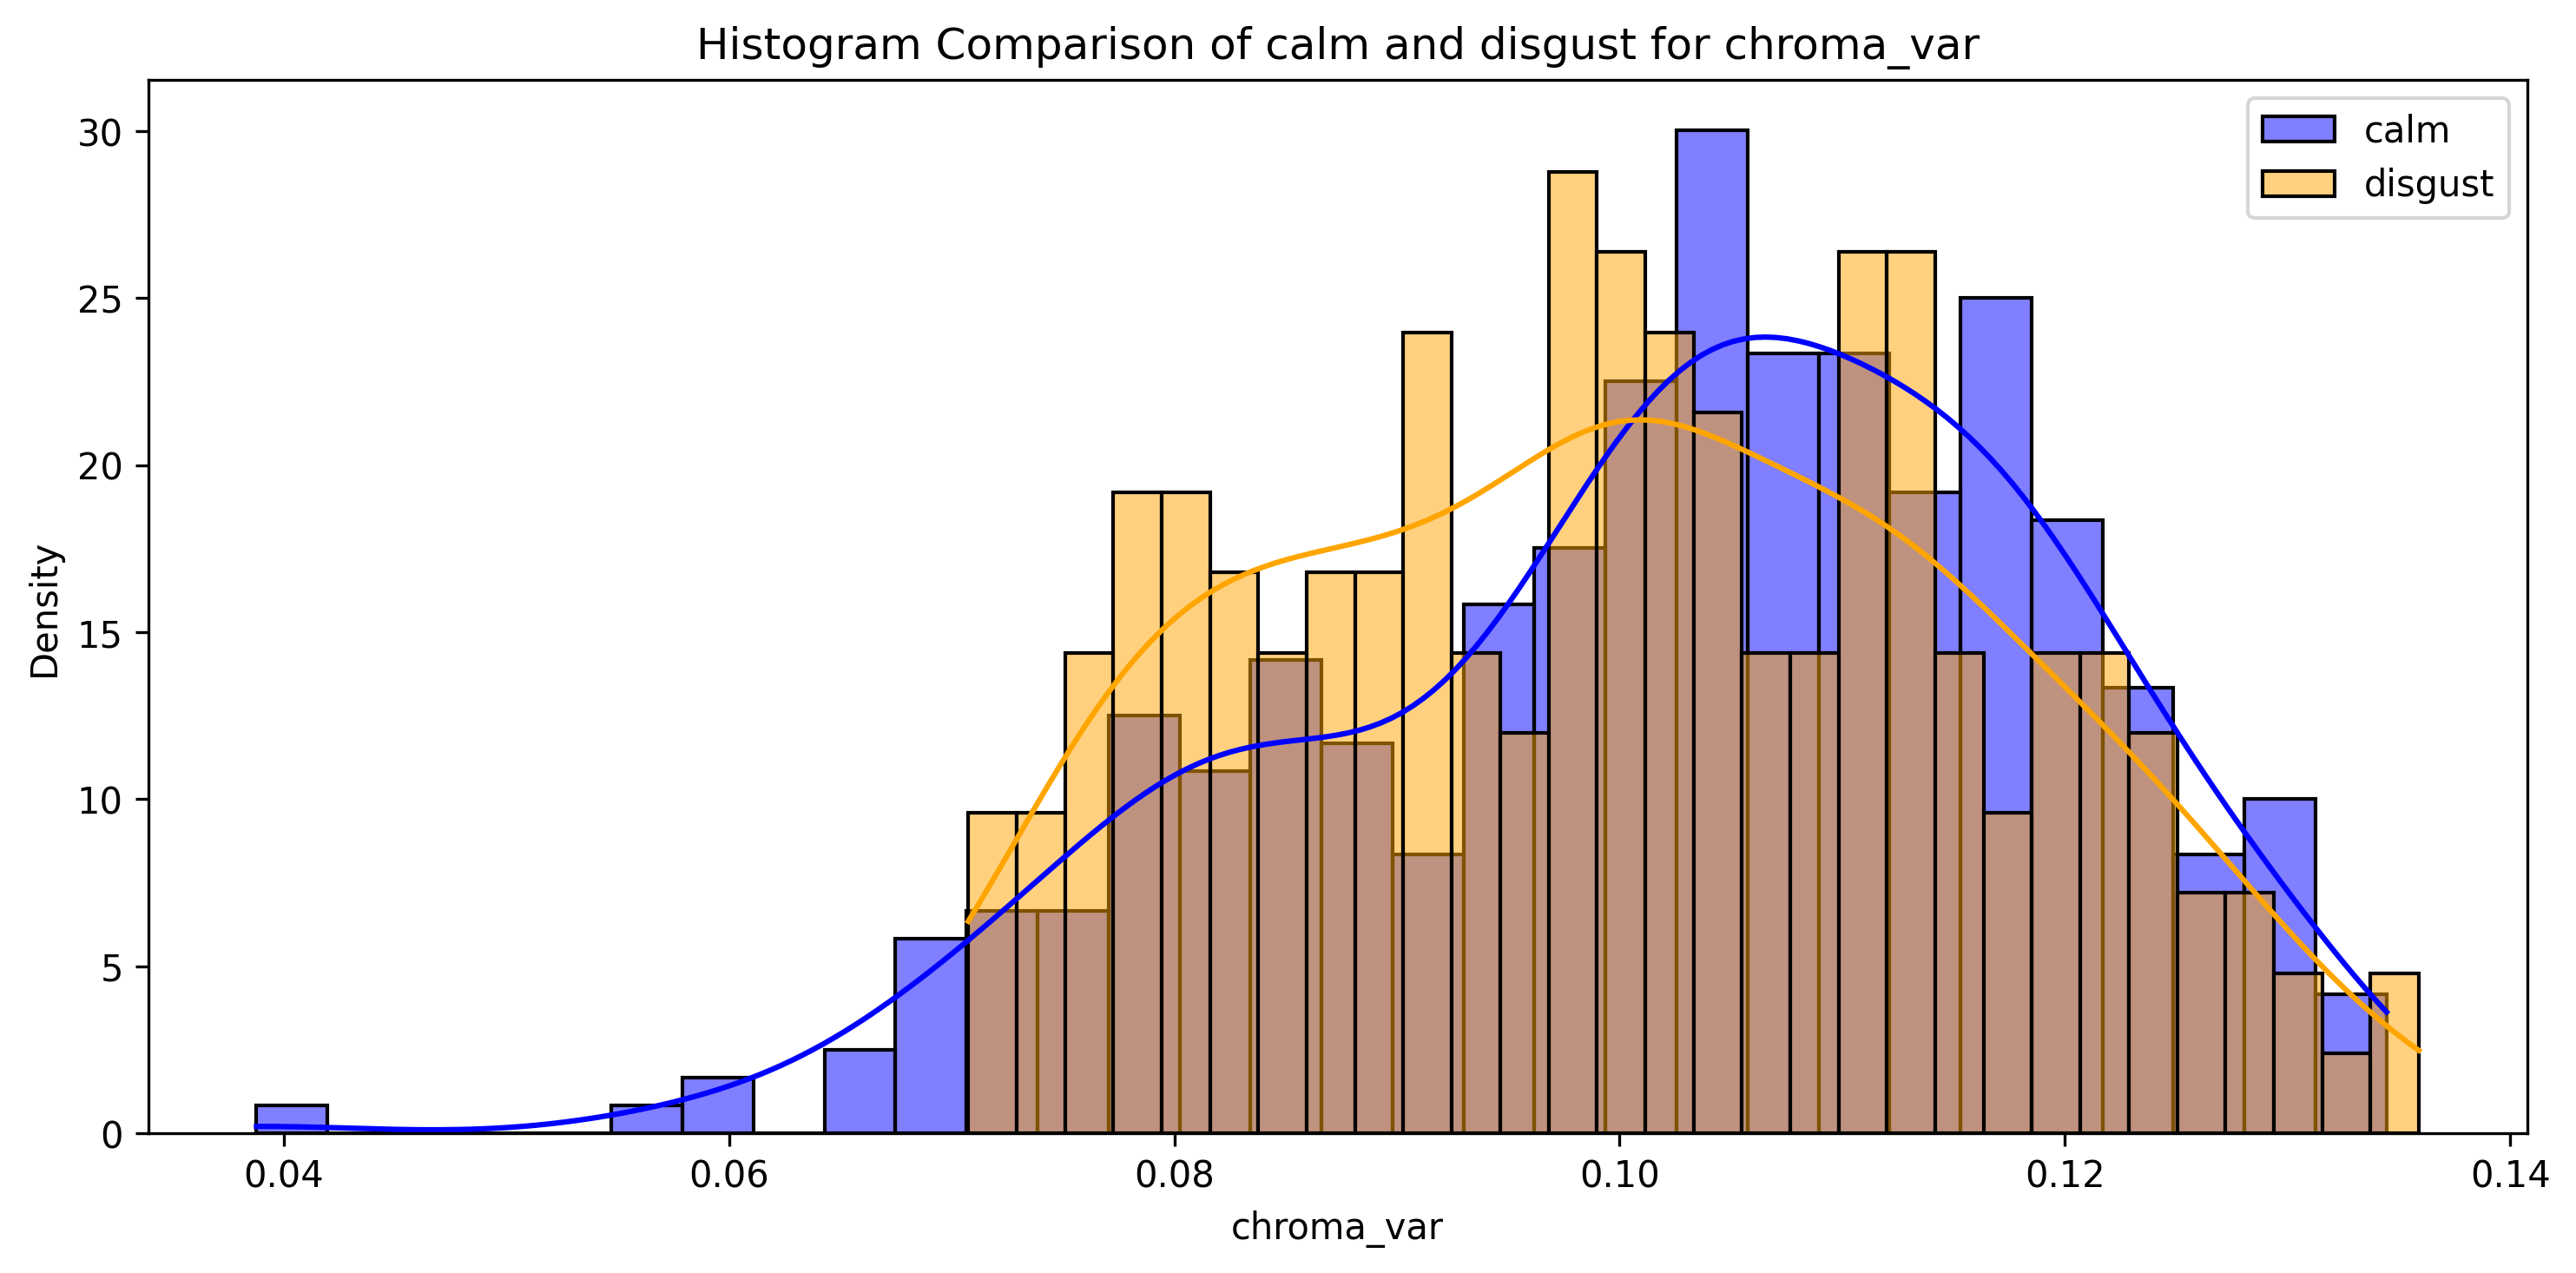 Histogram Comparison of calm and disgust for chroma_var
calm
disgust
Density
30
25
20
15
10
5
0
0.04 0.06 0.08 0.10 0.12 0.14
chroma_var